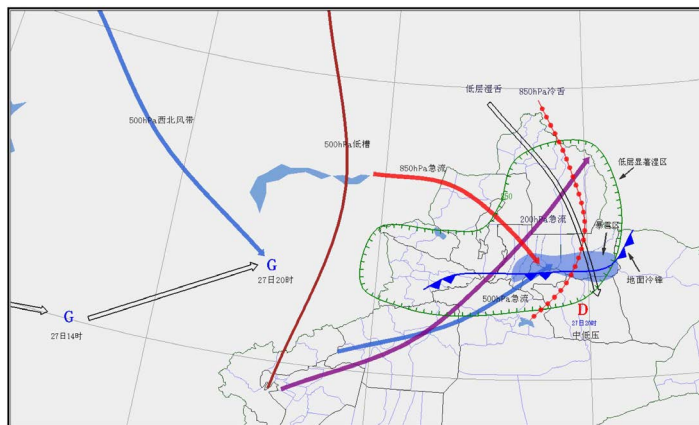 低层湿舌
850hPa冷舌
500hPa西北风带
500hPa低槽
850hPa急流
低层显著湿区
200hPa急流
暴雪区
G
27日20时
地面冷锋
500hPa急流
G
27日14时
D
27日20时
中低压